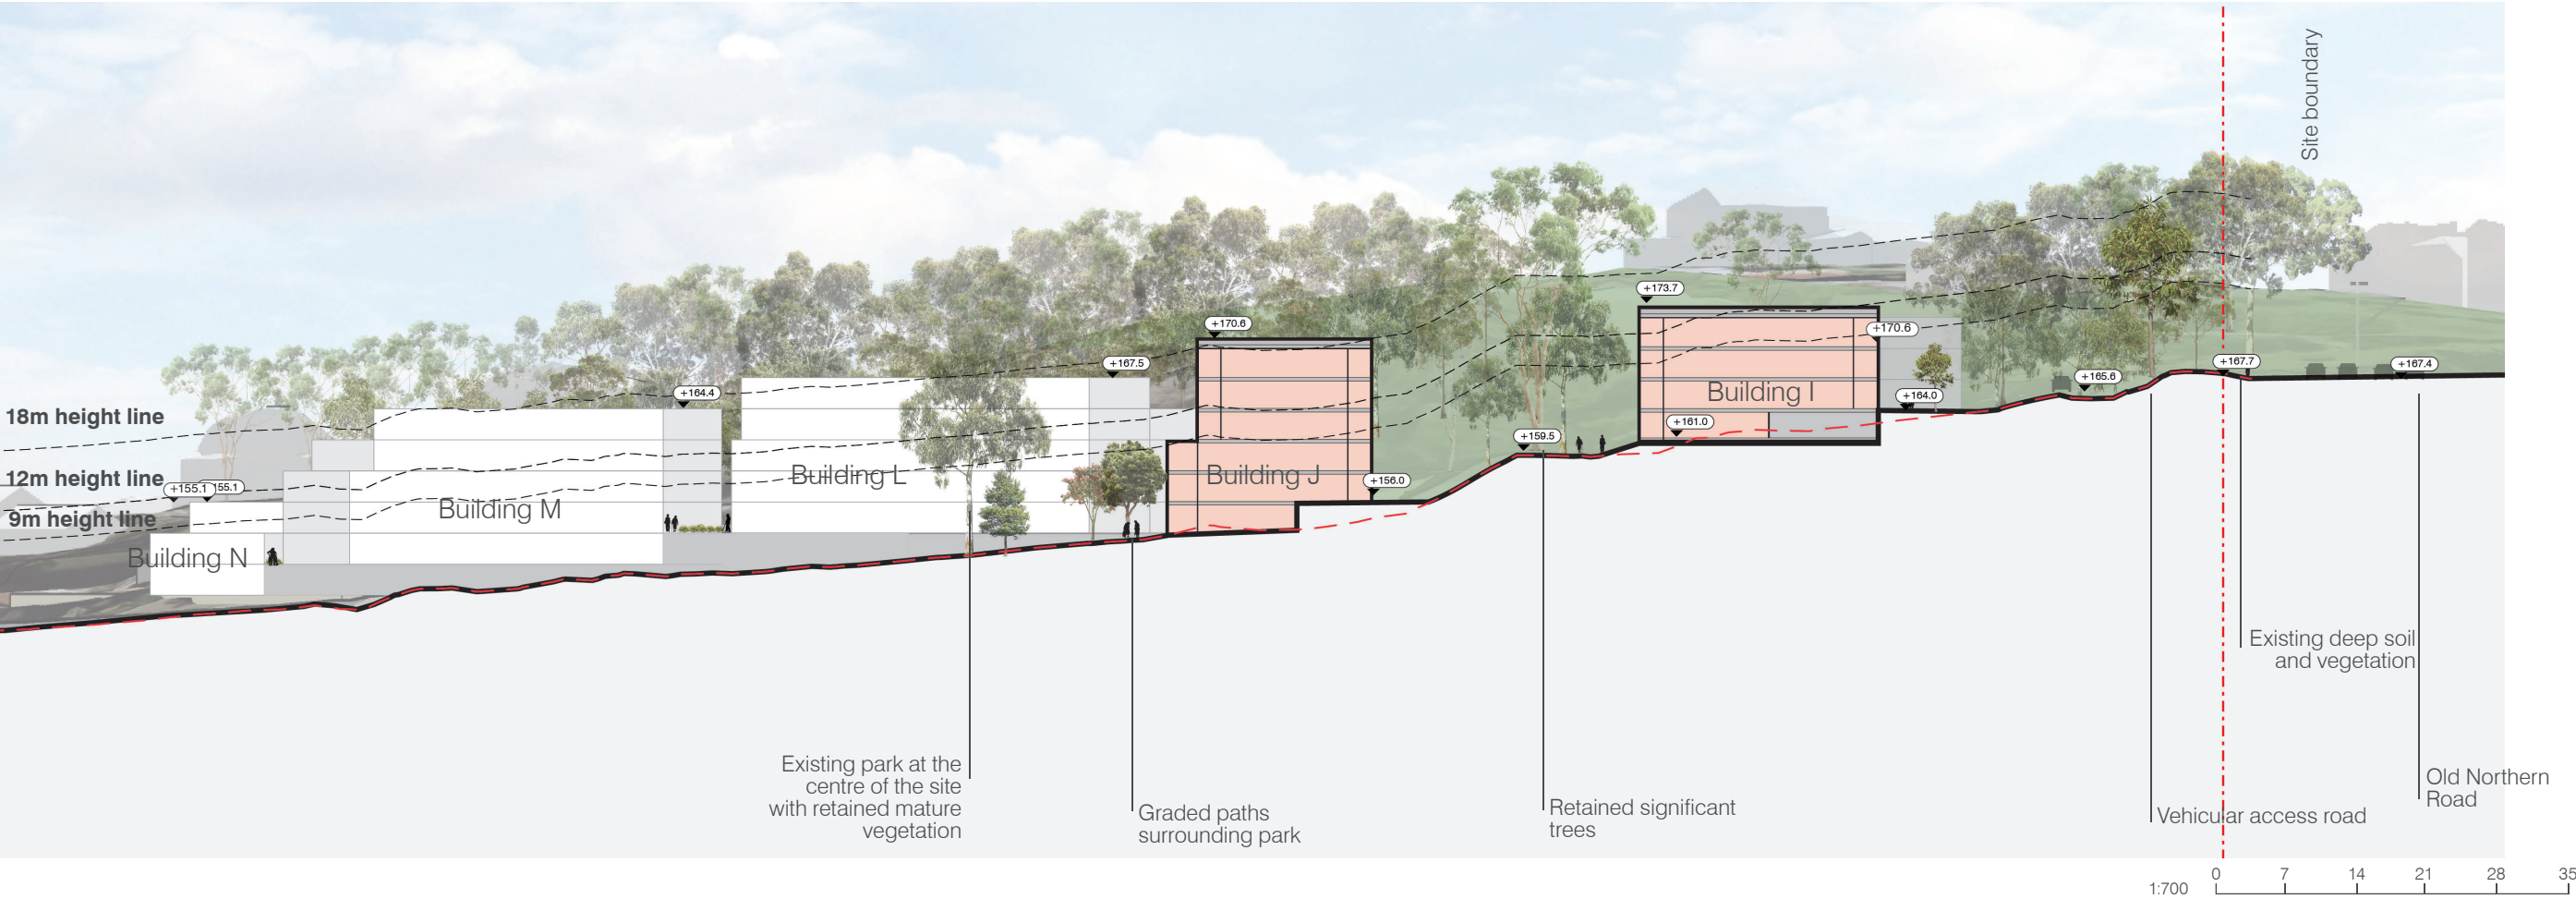 Site boundary
+173.7
+170.6
+170.6
+167.5
+164.4
18m height line
12m height line
9m height line
+155.1
155.1
Building N
Building M
Building L
Building J
Building I
+156.0
+159.5
+161.0
+164.0
+165.6
+167.7
+167.4
Existing deep soil
and vegetation
Existing park at the
centre of the site
with retained mature
vegetation
Graded paths
surrounding park
Retained significant
trees
Vehicular access road
Old Northern
Road
1:700
0 7 14 21 28 35